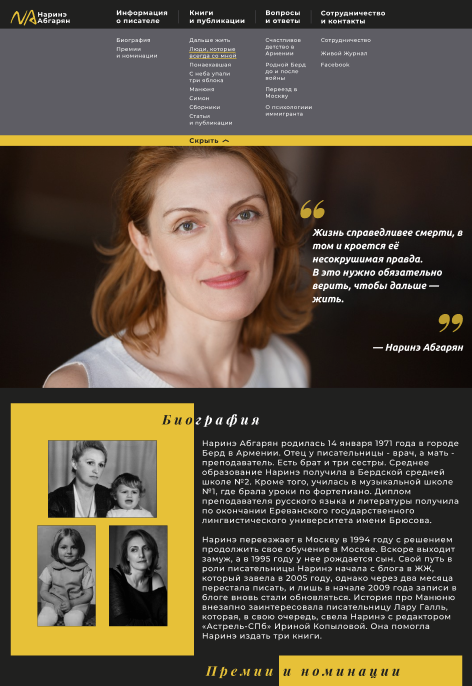 Наринэ
Абгарян
Информация
о писателе
Книги
и публикации
Вопросы
и ответы
Сотрудничество
и контакты
Биография
Премии
и номинации
Дальше жить
Люди, которые
всегда со мной
Понаехавшая
С неба упали
три яблока
Манюня
Симон
Сборники
Статьи
и публикации
Счастливое
детство в
Армении
Родной Берд
до и после
войны
Переезд в
Москву
О психологиии
иммигранта
Сотрудничество
Живой Журнал
Facebook
Скрыть
Жизнь справедливее смерти, в
том и кроется её
несокрушимая правда.
В это нужно обязательно
верить, чтобы дальше —
жить.
— Наринэ Абгарян
Биография
Наринэ Абгарян родилась 14 января 1971 года в городе
Берд в Армении. Отец у писательницы - врач, а мать -
преподаватель. Есть брат и три сестры. Среднее
образование Наринэ получила в Бердской средней
школе №2. Кроме того, училась в музыкальной школе
№1, где брала уроки по фортепиано. Диплом
преподавателя русского языка и литературы получила
по окончании Ереванского государственного
лингвистического университета имени Брюсова.
Наринэ переезжает в Москву в 1994 году с решением
продолжить свое обучение в Москве. Вскоре выходит
замуж, а в 1995 году у нее рождается сын. Свой путь в
роли писательницы Наринэ начала с блога в ЖЖ,
который завела в 2005 году, однако через два месяца
перестала писать, и лишь в начале 2009 года записи в
блоге вновь стали обновляться. История про Манюню
внезапно заинтересовала писательницу Лару Галль,
которая, в свою очередь, свела Наринэ с редактором
«Астрель-СПб» Ириной Копыловой. Она помогла
Наринэ издать три книги.
Премии и номинации